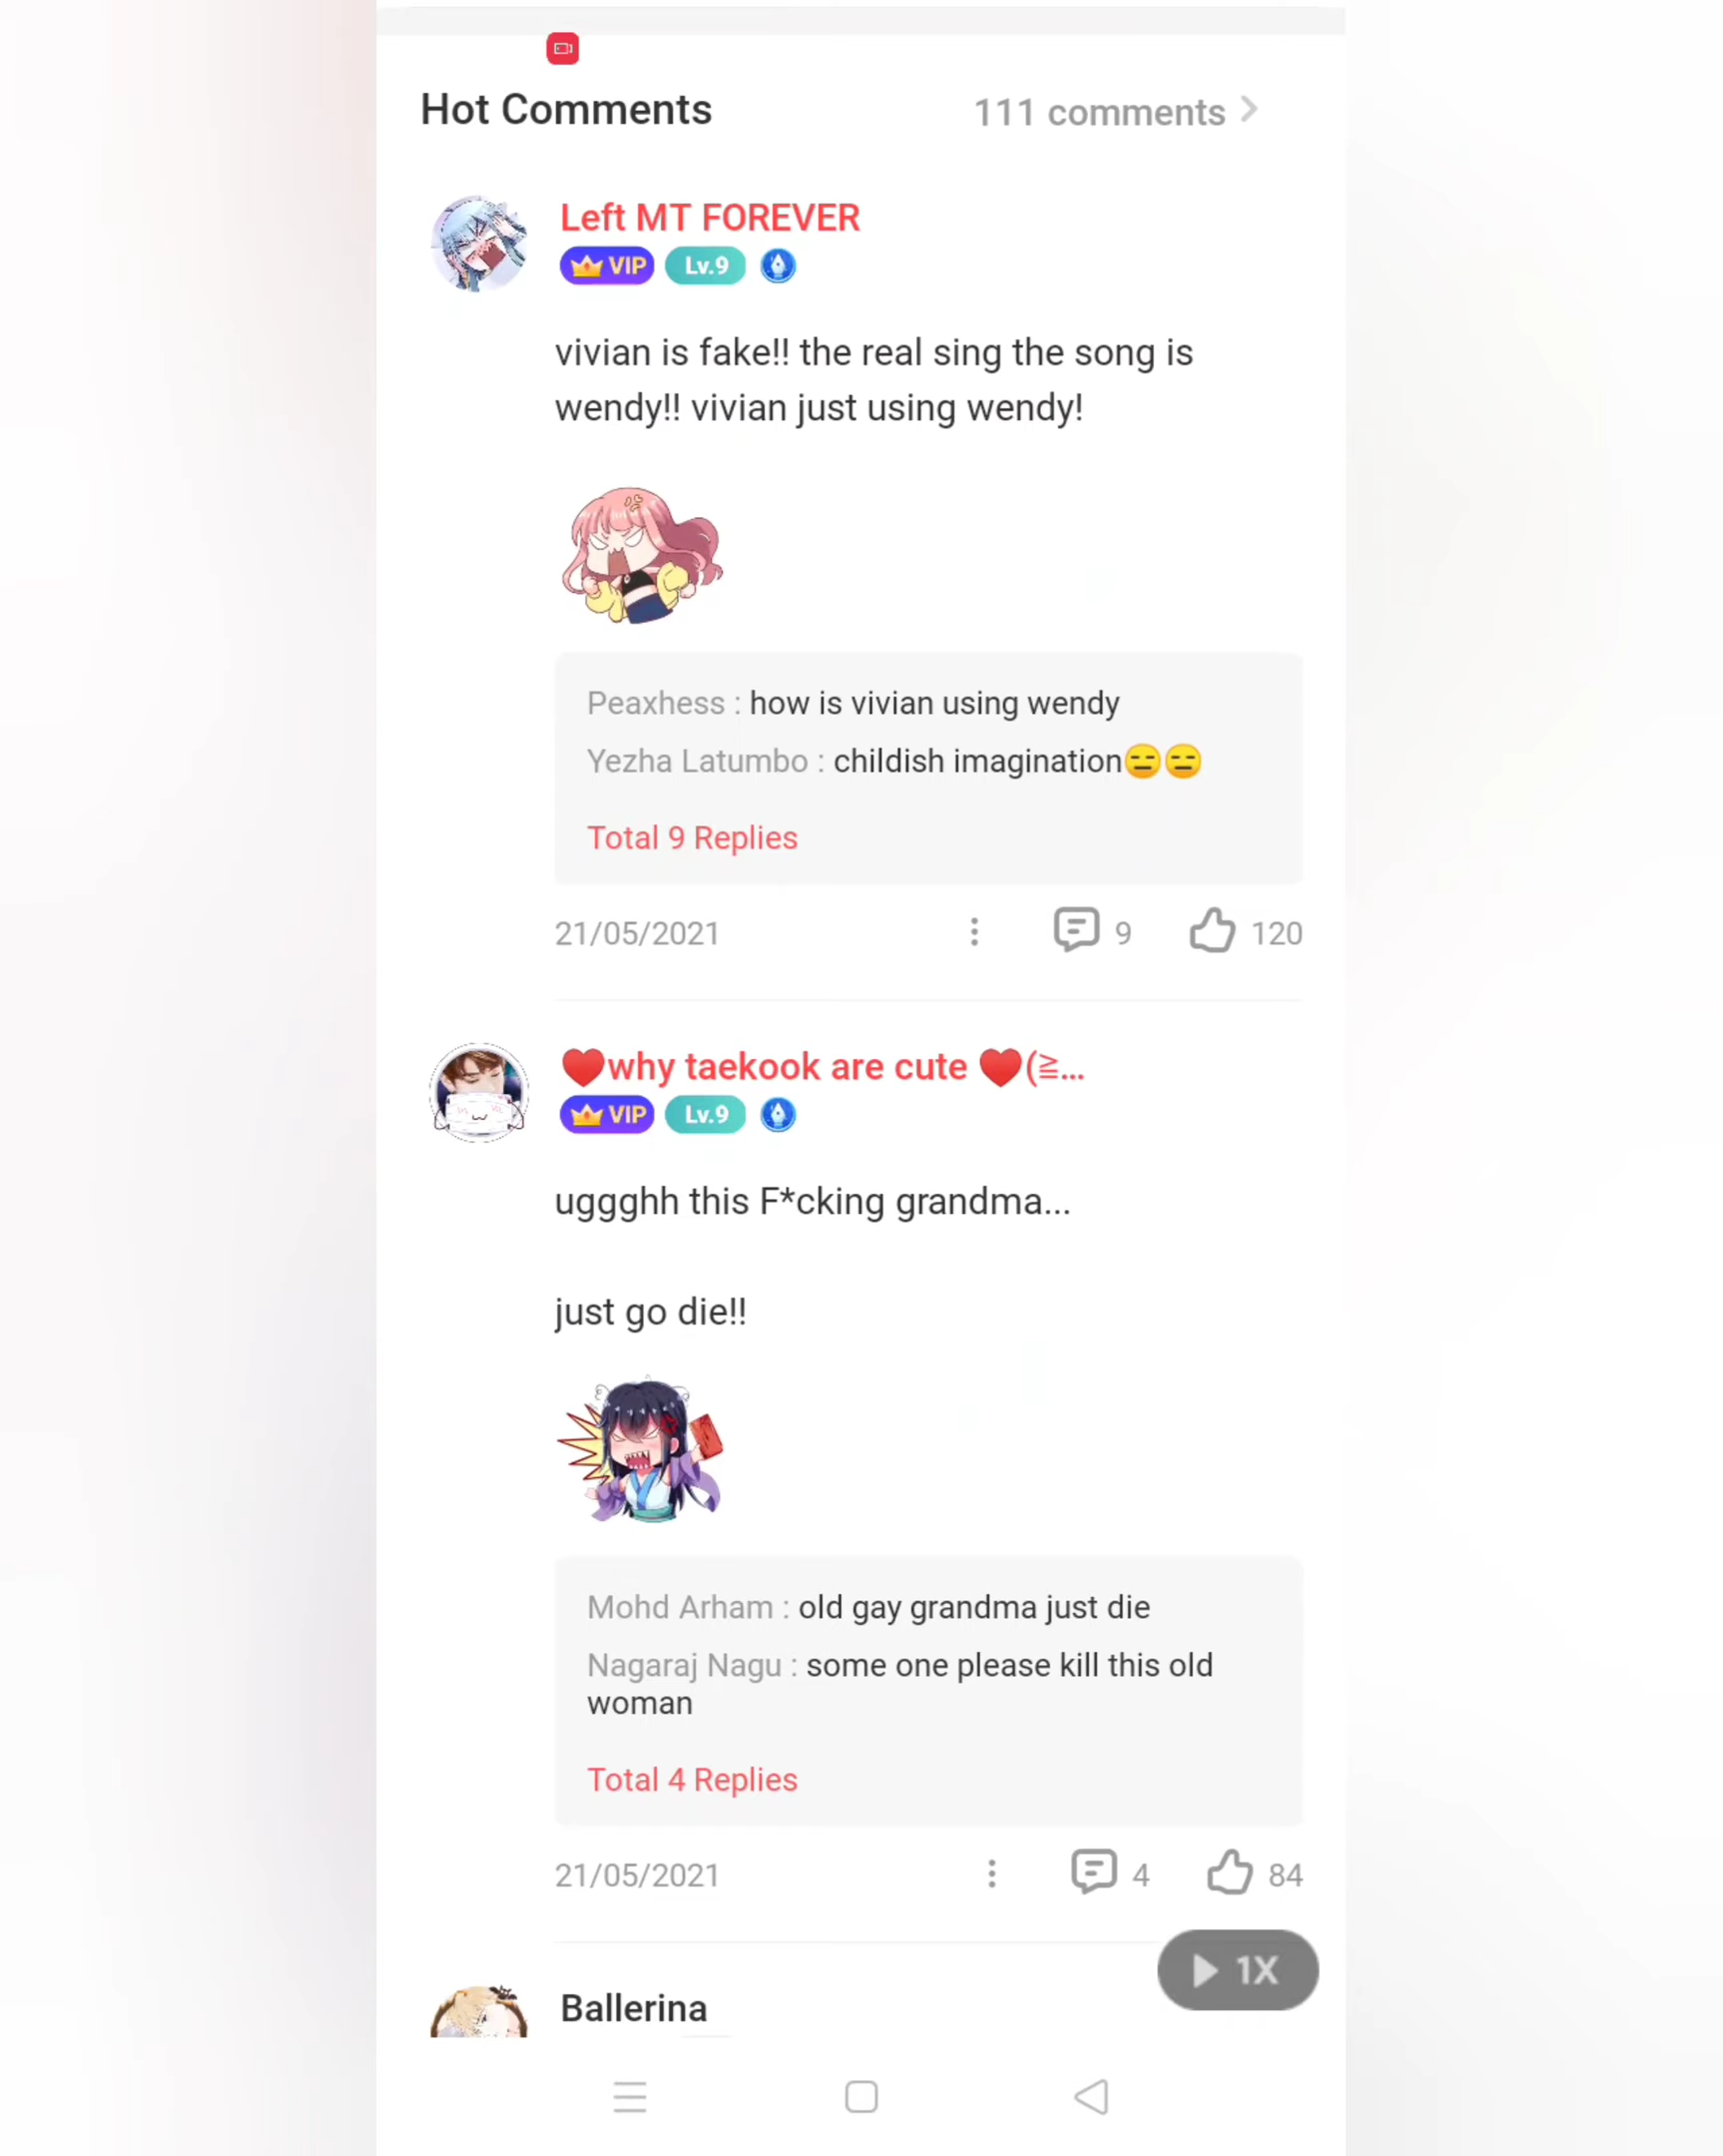 Hot Comments
111 comments
Left MT FOREVER
VIP Lv.9
vivian is fake!! the real sing the song is
wendy!! vivian just using wendy!
Peaxhess : how is vivian using wendy
Yezha Latumbo : childish imagination😑😑
Total 9 Replies
21/05/2021 9 120
❤️why taekook are cute ❤️(≧...
VIP Lv.9
uggghh this F*cking grandma...
just go die!!
Mohd Arham : old gay grandma just die
Nagaraj Nagu : some one please kill this old
woman
Total 4 Replies
21/05/2021 4 84
1X
Ballerina